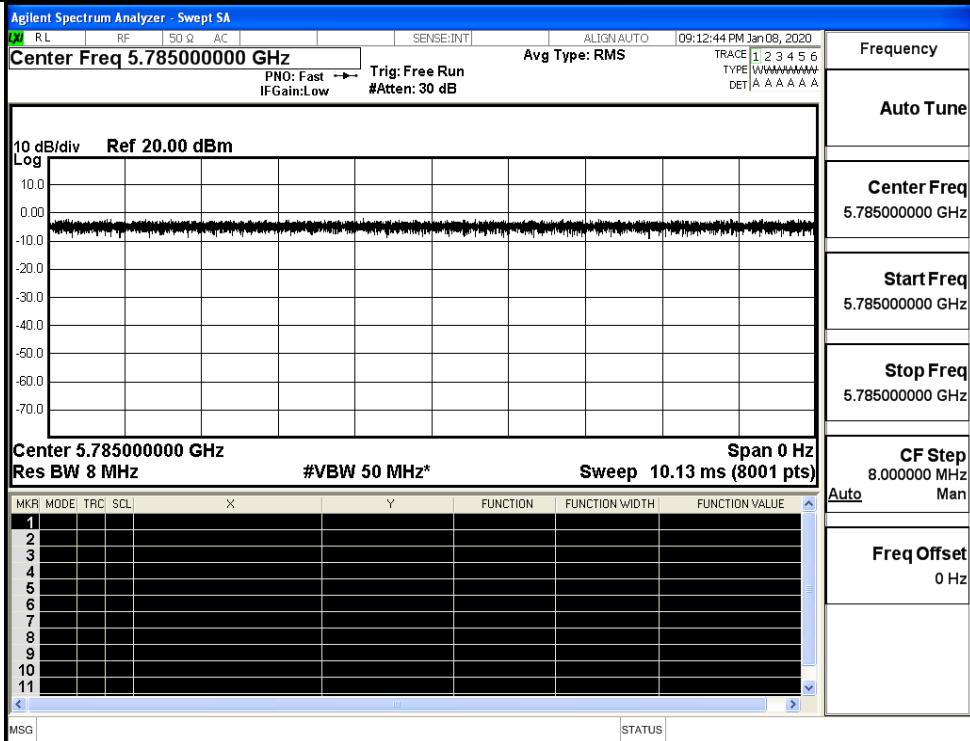 Agilent Spectrum Analyzer - Swept SA
LXI RL RF 50 Ω AC SENSE:INT ALIGN AUTO 09:12:44 PM Jan 08, 2020
Center Freq 5.785000000 GHz
PNO: Fast
IFGain:Low
Trig: Free Run
#Atten: 30 dB
Avg Type: RMS
TRACE 1 2 3 4 5 6
TYPE WWWWWW
DET A A A A A A
10 dB/div Ref 20.00 dBm
Log
10.0
0.00
-10.0
-20.0
-30.0
-40.0
-50.0
-60.0
-70.0
Center 5.785000000 GHz Span 0 Hz
Res BW 8 MHz #VBW 50 MHz* Sweep 10.13 ms (8001 pts)
MKR MODE TRC SCL X Y FUNCTION FUNCTION WIDTH FUNCTION VALUE
1
2
3
4
5
6
7
8
9
10
11
MSG STATUS
Frequency
Auto Tune
Center Freq
5.785000000 GHz
Start Freq
5.785000000 GHz
Stop Freq
5.785000000 GHz
CF Step
8.000000 MHz
Auto Man
Freq Offset
0 Hz